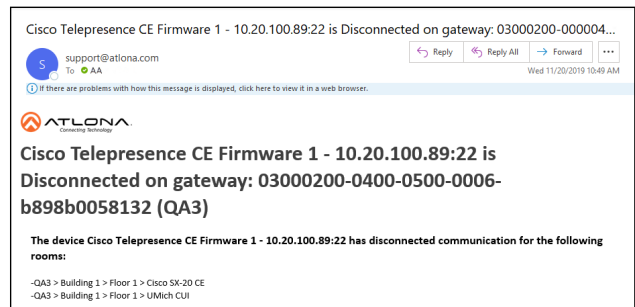 Cisco Telepresence CE Firmware 1 - 10.20.100.89:22 is Disconnected on gateway: 03000200-000004...
Reply
Reply All
Forward
...
S
support@atlona.com
To AA
Wed 11/20/2019 10:49 AM
If there are problems with how this message is displayed, click here to view it in a web browser.
ATLONA.
Connecting Technology
Cisco Telepresence CE Firmware 1 - 10.20.100.89:22 is
Disconnected on gateway: 03000200-0400-0500-0006-
b898b0058132 (QA3)
The device Cisco Telepresence CE Firmware 1 - 10.20.100.89:22 has disconnected communication for the following
rooms:
-QA3 > Building 1 > Floor 1 > Cisco SX-20 CE
-QA3 > Building 1 > Floor 1 > UMich CUI